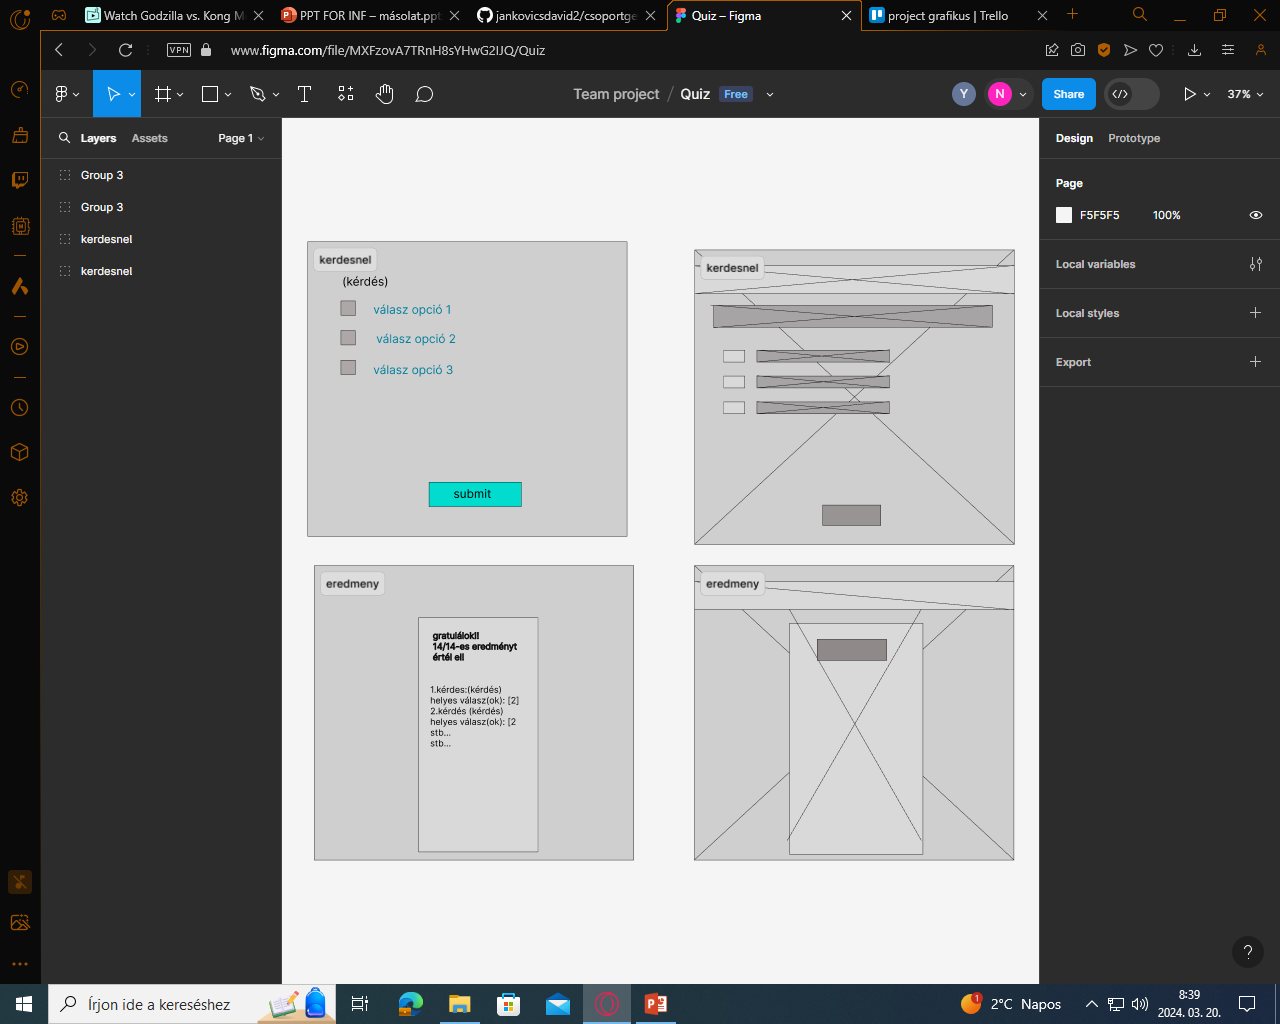 Watch Godzilla vs. Kong M
PPT FOR INF – másolat.ppt
jankovicsdavid2/csoportge
Quiz – Figma
project grafikus | Trello
VPN
www.figma.com/file/MXFzovA7TRnH8sYHwG2IJQ/Quiz
Team project / Quiz Free
Y
N
Share
37%
Layers
Assets
Page 1
Group 3
Group 3
kerdesnel
kerdesnel
kerdesnel
(kérdés)
válasz opció 1
válasz opció 2
válasz opció 3
submit
kerdesnel
eredmeny
gratulálok!!
14/14-es eredményt
értél el!
1.kérdes:(kérdés)
helyes válasz(ok): [2]
2.kérdés (kérdés)
helyes válasz(ok): [2
stb...
stb...
eredmeny
Design
Prototype
Page
F5F5F5
100%
Local variables
Local styles
Export
?
Írjon ide a kereséshez
1
2°C Napos
8:39
2024. 03. 20.